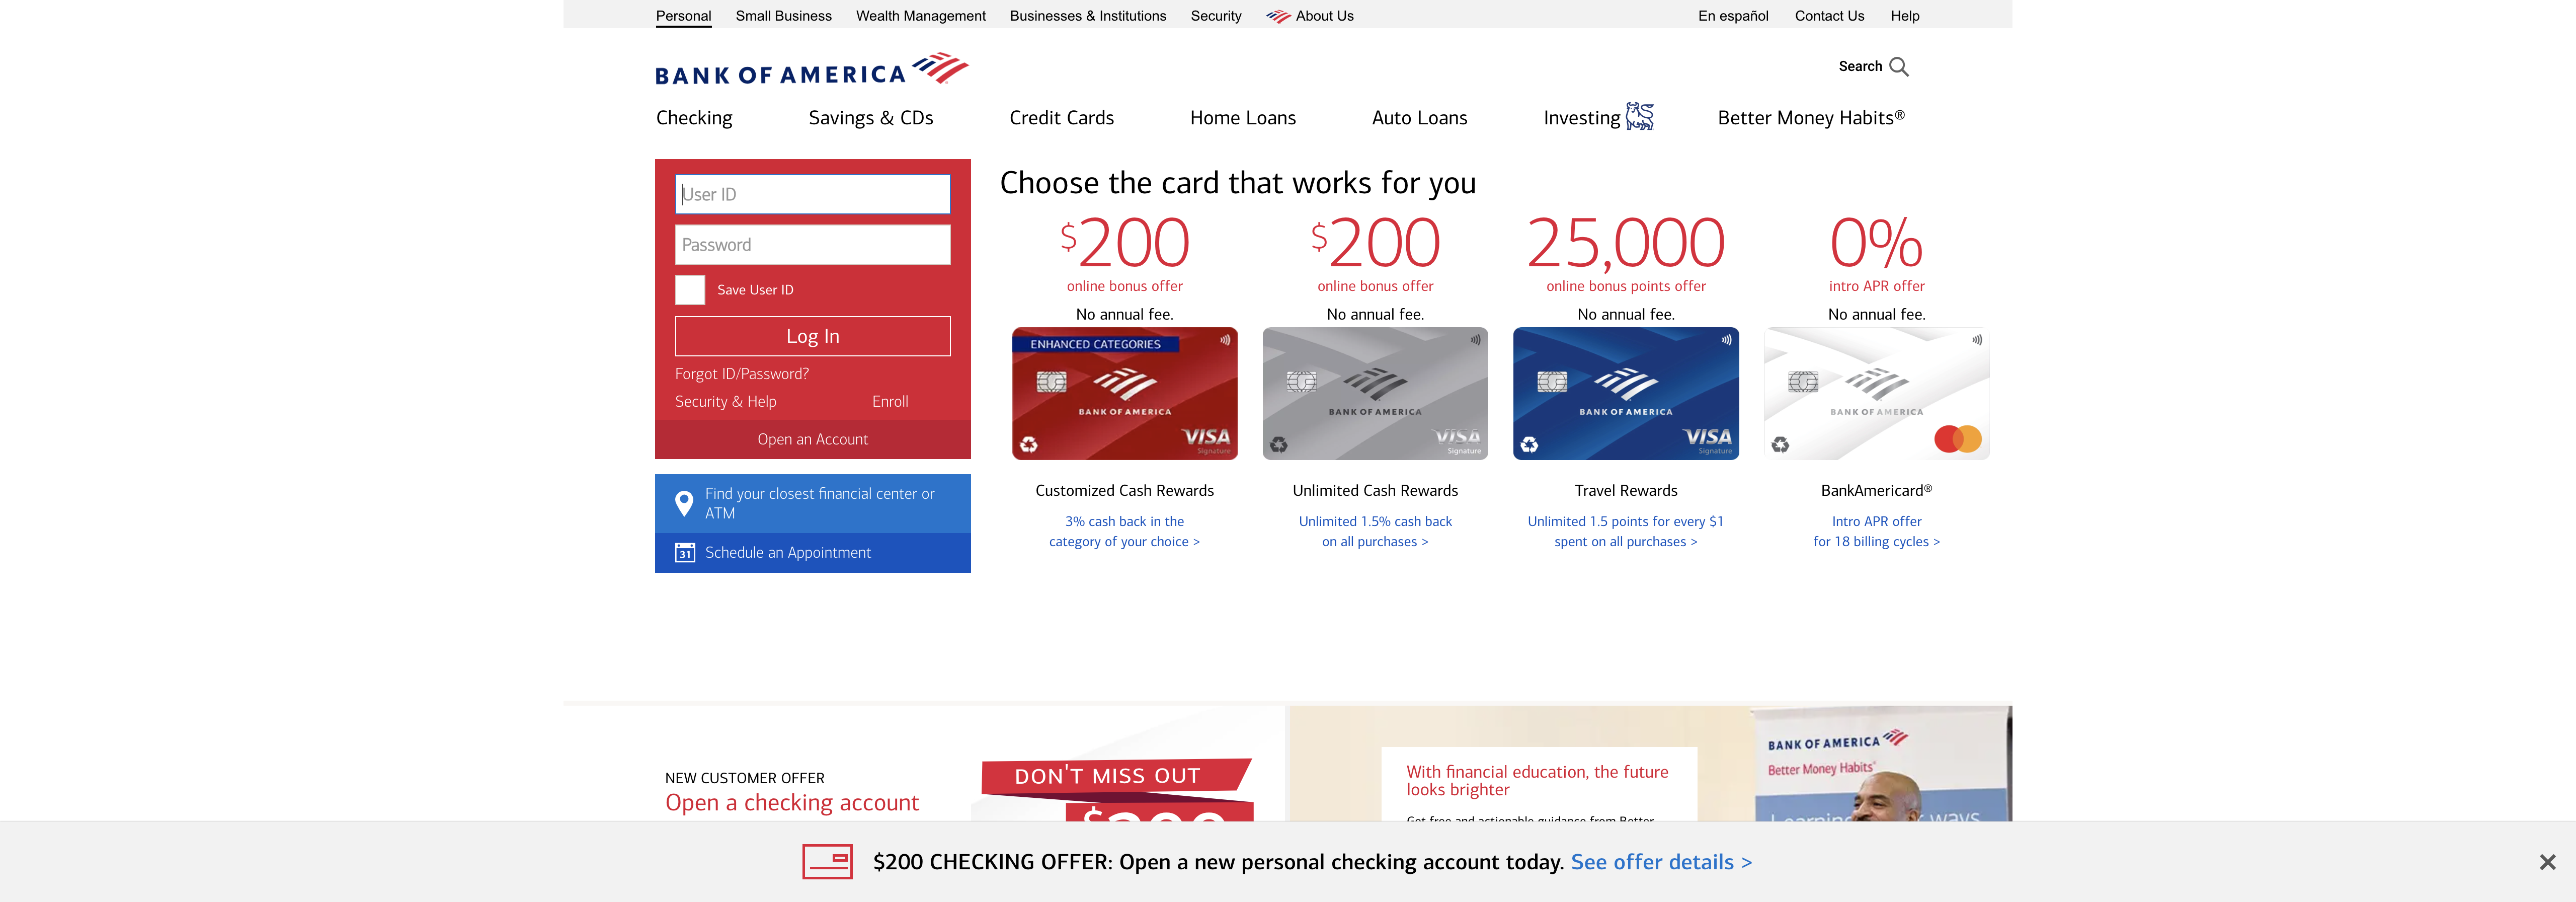 Personal Small Business Wealth Management Businesses & Institutions Security About Us En español Contact Us Help
BANK OF AMERICA
Search
Checking Savings & CDs Credit Cards Home Loans Auto Loans Investing Better Money Habits®
User ID
Password
Save User ID
Log In
Forgot ID/Password?
Security & Help Enroll
Open an Account
Find your closest financial center or
ATM
31 Schedule an Appointment
Choose the card that works for you
$200
online bonus offer
No annual fee.
ENHANCED CATEGORIES
BANK OF AMERICA
VISA
Signature
Customized Cash Rewards
3% cash back in the
category of your choice >
$200
online bonus offer
No annual fee.
BANK OF AMERICA
VISA
Signature
Unlimited Cash Rewards
Unlimited 1.5% cash back
on all purchases >
25,000
online bonus points offer
No annual fee.
BANK OF AMERICA
VISA
Signature
Travel Rewards
Unlimited 1.5 points for every $1
spent on all purchases >
0%
intro APR offer
No annual fee.
BANK OF AMERICA
BankAmericard®
Intro APR offer
for 18 billing cycles >
NEW CUSTOMER OFFER
Open a checking account
DON'T MISS OUT
With financial education, the future
looks brighter
Get free and actionable guidance from Better
BANK OF AMERICA
Better Money Habits®
ways
$200 CHECKING OFFER: Open a new personal checking account today. See offer details >